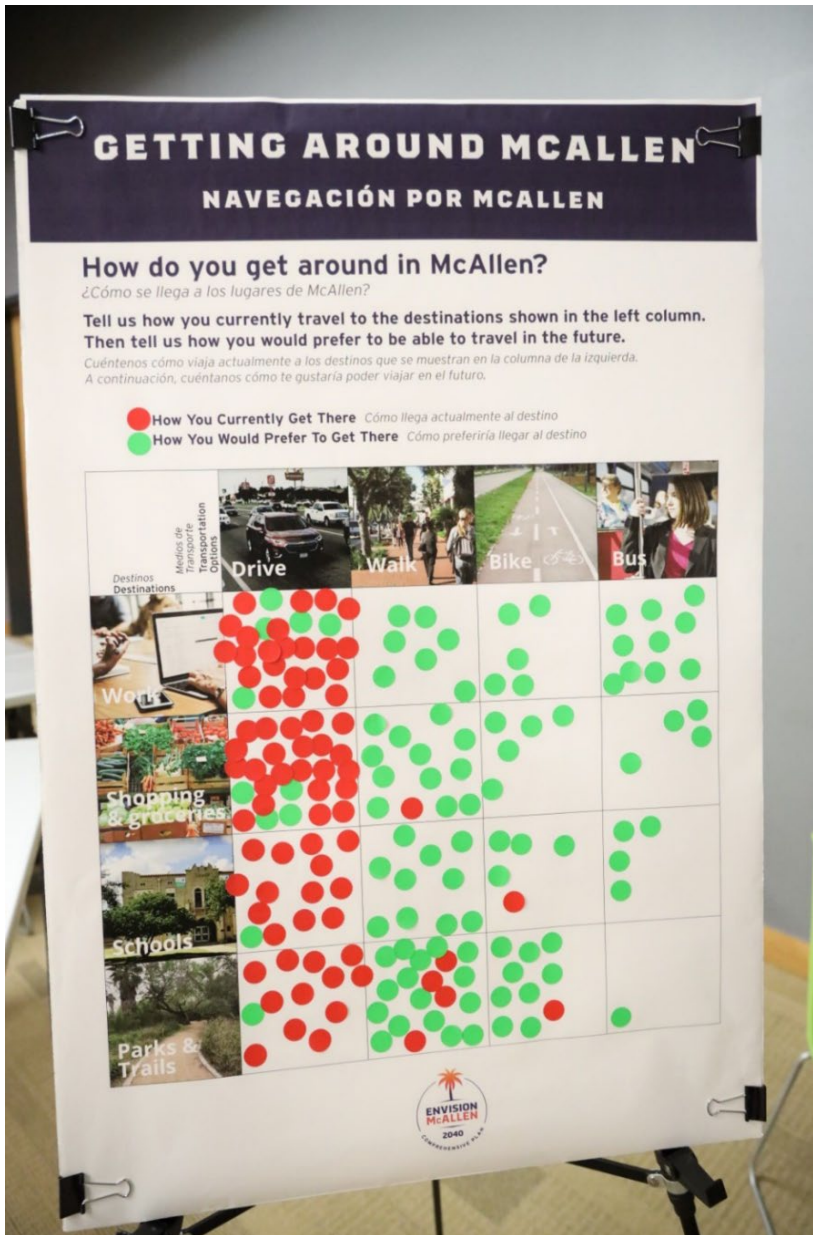 GETTING AROUND MCALLEN
NAVEGACIÓN POR MCALLEN
How do you get around in McAllen?
¿Cómo se llega a los lugares de McAllen?
Tell us how you currently travel to the destinations shown in the left column.
Then tell us how you would prefer to be able to travel in the future.
Cuéntenos cómo viaja actualmente a los destinos que se muestran en la columna de la izquierda.
A continuación, cuéntanos cómo te gustaría poder viajar en el futuro.
How You Currently Get There Cómo llega actualmente al destino
How You Would Prefer To Get There Cómo preferiría llegar al destino
Medios de
Transporte
Transportation
Options
Destinos
Destinations
Drive
Walk
Bike
Bus
Work
Shopping
& groceries
Schools
Parks &
Trails
ENVISION
MCALLEN
2040
COMPREHENSIVE PLAN